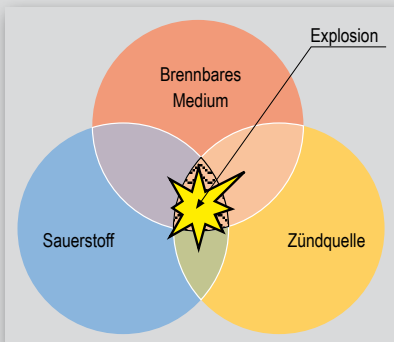 Explosion
Brennbares
Medium
Sauerstoff
Zündquelle